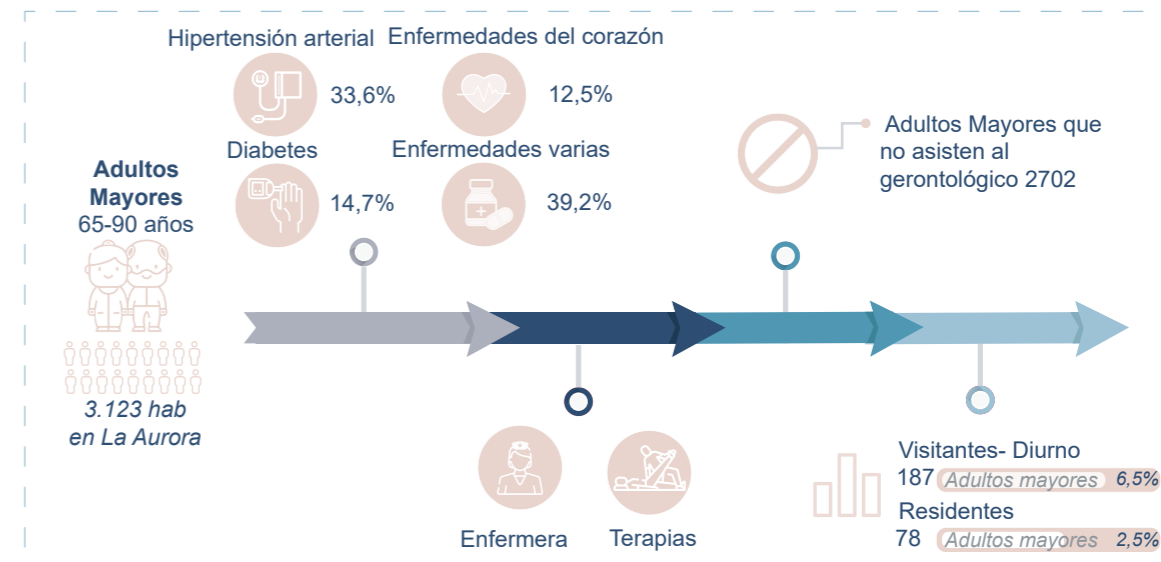 Hipertensión arterial
33,6%
Enfermedades del corazón
12,5%
Diabetes
14,7%
Enfermedades varias
39,2%
Adultos
Mayores
65-90 años
3.123 hab
en La Aurora
Enfermera
Terapias
Adultos Mayores que
no asisten al
gerontológico 2702
Visitantes- Diurno
187 Adultos mayores 6,5%
Residentes
78 Adultos mayores 2,5%